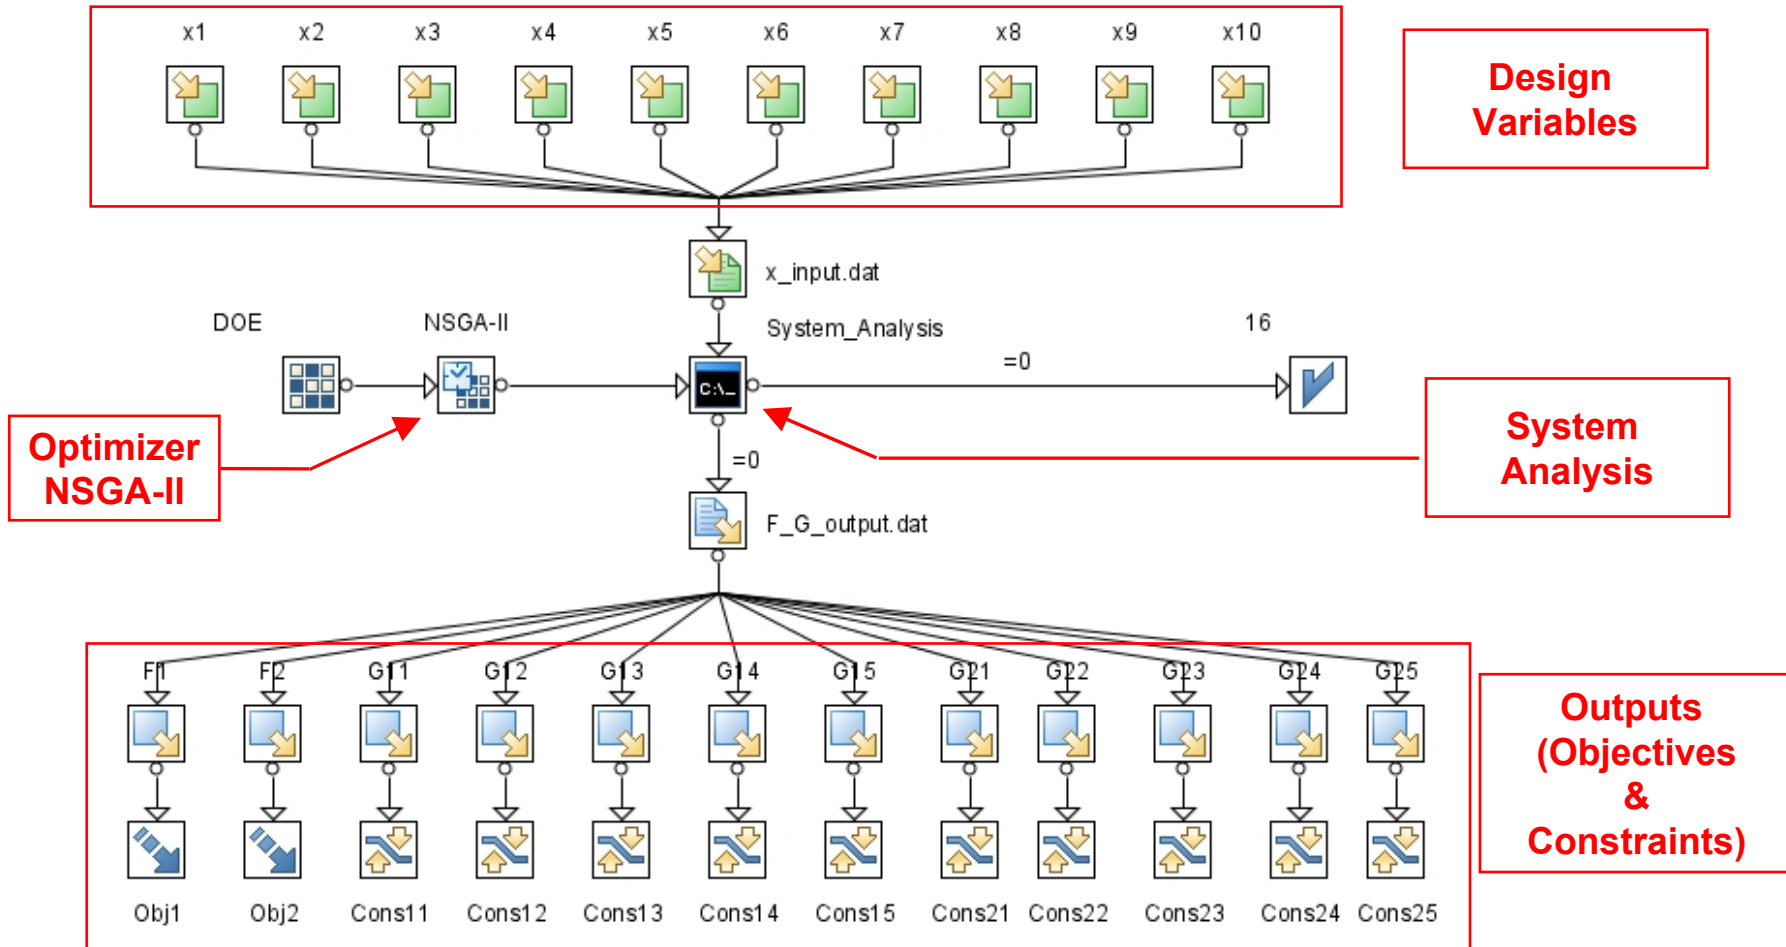 x1 x2 x3 x4 x5 x6 x7 x8 x9 x10
Design
Variables
x_input.dat
DOE NSGA-II System_Analysis 16
=0
C:\_
Optimizer
NSGA-II
System
Analysis
=0
F_G_output.dat
F1 F2 G11 G12 G13 G14 G15 G21 G22 G23 G24 G25
Outputs
(Objectives
&
Constraints)
Obj1 Obj2 Cons11 Cons12 Cons13 Cons14 Cons15 Cons21 Cons22 Cons23 Cons24 Cons25